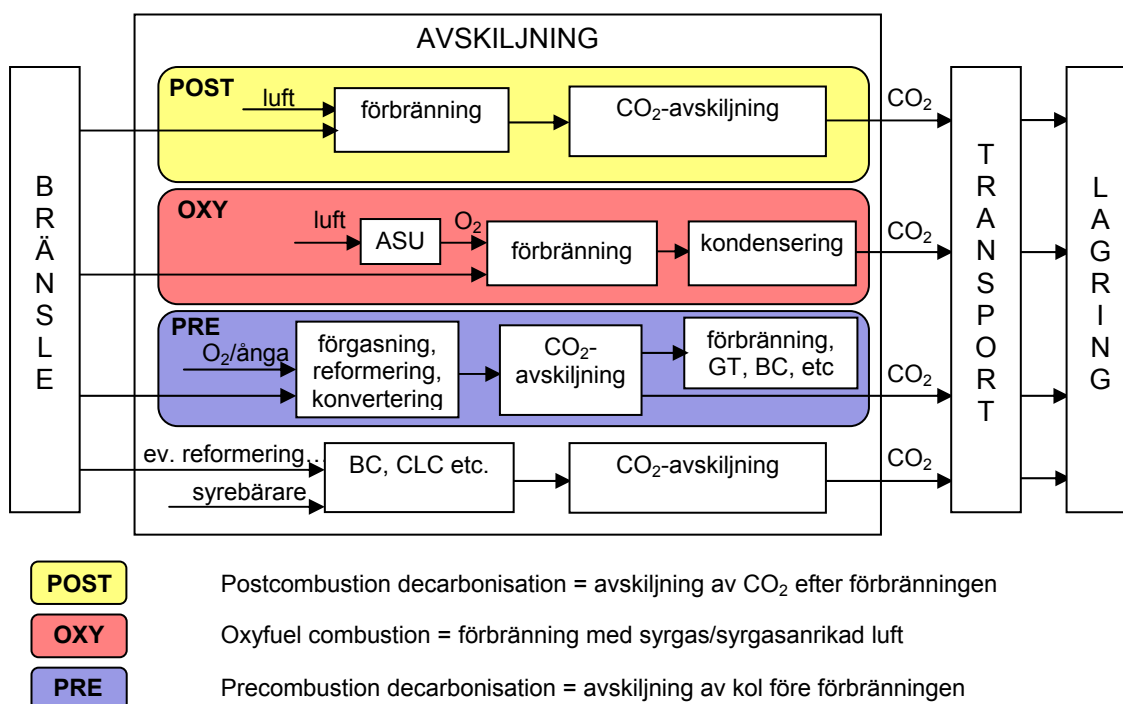 AVSKILJNING
BRÄNSLE
POST
luft
förbränning
CO₂-avskiljning
CO₂
OXY
luft
ASU
O₂
förbränning
kondensering
CO₂
PRE
O₂/ånga
förgasning,
reformering,
konvertering
CO₂-
avskiljning
förbränning,
GT, BC, etc
CO₂
ev. reformering…
syrebärare
BC, CLC etc.
CO₂-avskiljning
CO₂
TRANSPORT
LAGRING
POST
Postcombustion decarbonisation = avskiljning av CO₂ efter förbränningen
OXY
Oxyfuel combustion = förbränning med syrgas/syrgasanrikad luft
PRE
Precombustion decarbonisation = avskiljning av kol före förbränningen